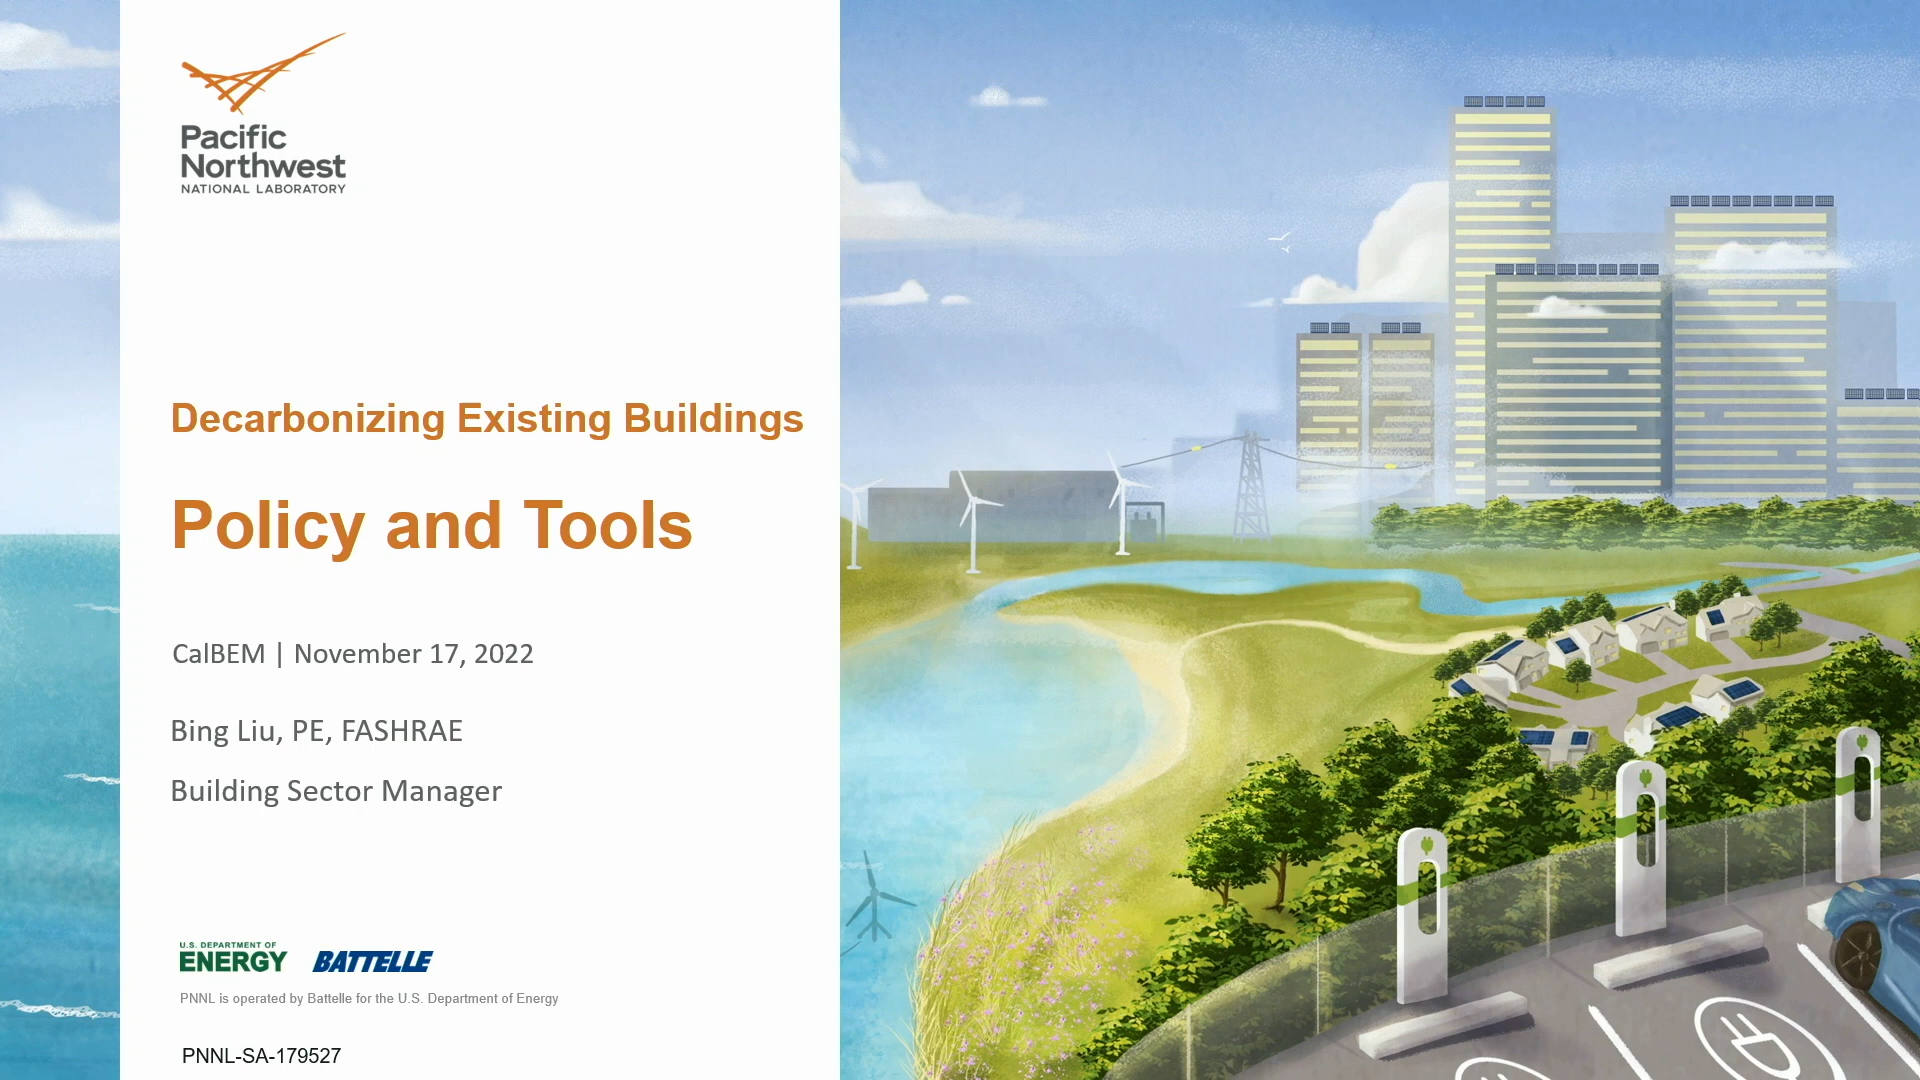 Pacific
Northwest
NATIONAL LABORATORY
Decarbonizing Existing Buildings
Policy and Tools
CalBEM | November 17, 2022
Bing Liu, PE, FASHRAE
Building Sector Manager
U.S. DEPARTMENT OF
ENERGY BATTELLE
PNNL is operated by Battelle for the U.S. Department of Energy
PNNL-SA-179527